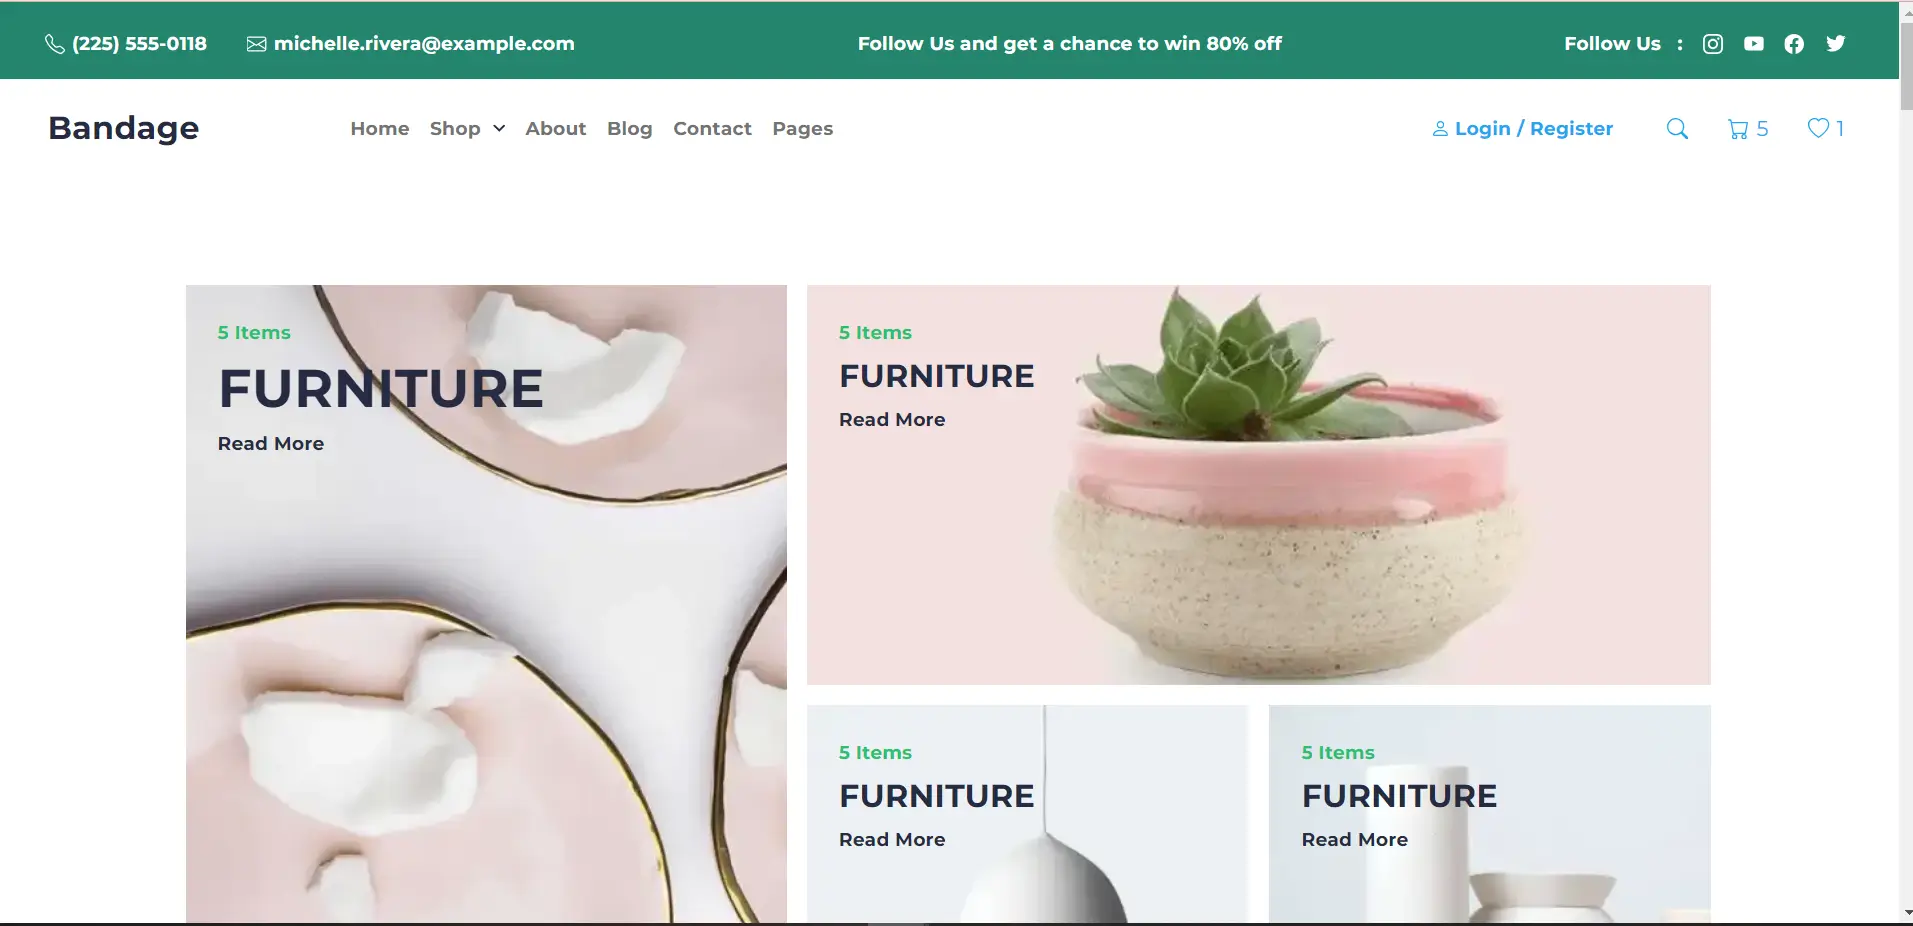 (225) 555-0118 michelle.rivera@example.com Follow Us and get a chance to win 80% off Follow Us :
Bandage Home Shop About Blog Contact Pages Login / Register 5 1
5 Items
FURNITURE
Read More
5 Items
FURNITURE
Read More
5 Items
FURNITURE
Read More
5 Items
FURNITURE
Read More